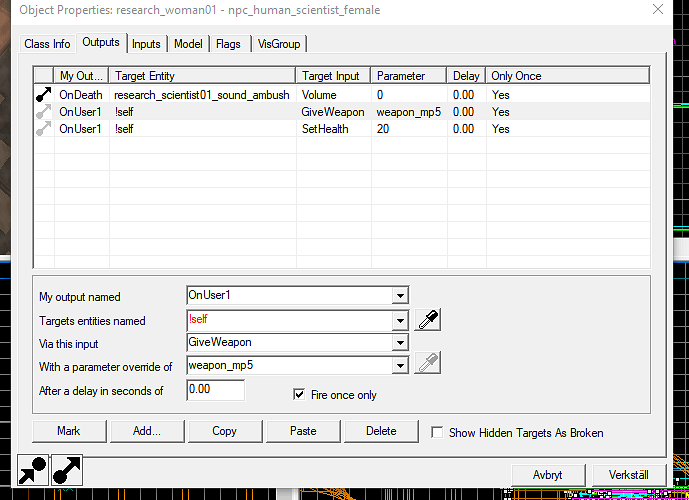 Object Properties: research_woman01 - npc_human_scientist_female
Class Info Outputs Inputs Model Flags VisGroup
My Out... Target Entity Target Input Parameter Delay Only Once
OnDeath research_scientist01_sound_ambush Volume 0 0.00 Yes
OnUser1 !self GiveWeapon weapon_mp5 0.00 Yes
OnUser1 !self SetHealth 20 0.00 Yes
My output named OnUser1
Targets entities named !self
Via this input GiveWeapon
With a parameter override of weapon_mp5
After a delay in seconds of 0.00 Fire once only
Mark Add... Copy Paste Delete Show Hidden Targets As Broken
Avbryt Verkställ